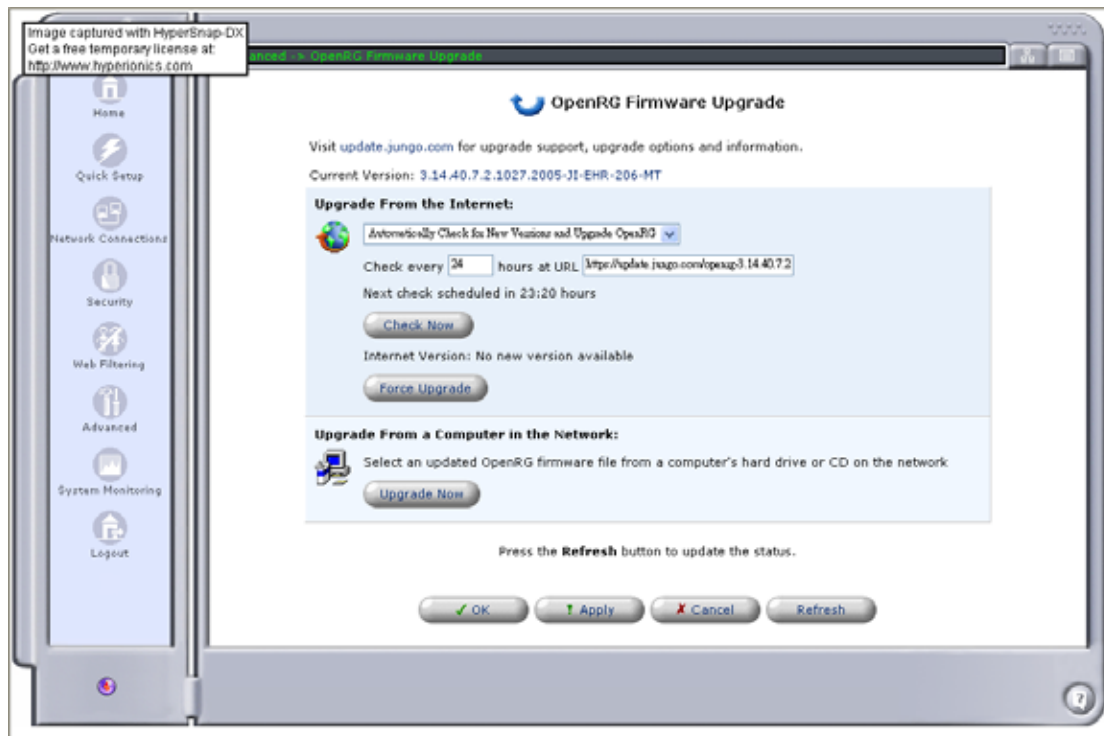 Image captured with HyperSnap-DX
Get a free temporary license at:
http://www.hyperionics.com
anced -> OpenRG Firmware Upgrade
Home
Quick Setup
Network Connections
Security
Web Filtering
Advanced
System Monitoring
Logout
OpenRG Firmware Upgrade
Visit update.jungo.com for upgrade support, upgrade options and information.
Current Version: 3.14.40.7.2.1027.2005-JI-EHR-206-MT
Upgrade From the Internet:
Automatically Check for New Versions and Upgrade OpenRG
Check every 24 hours at URL https://update.jungo.com/openrg-3.14.40.7.2
Next check scheduled in 23:20 hours
Check Now
Internet Version: No new version available
Force Upgrade
Upgrade From a Computer in the Network:
Select an updated OpenRG firmware file from a computer's hard drive or CD on the network
Upgrade Now
Press the Refresh button to update the status.
OK
Apply
Cancel
Refresh